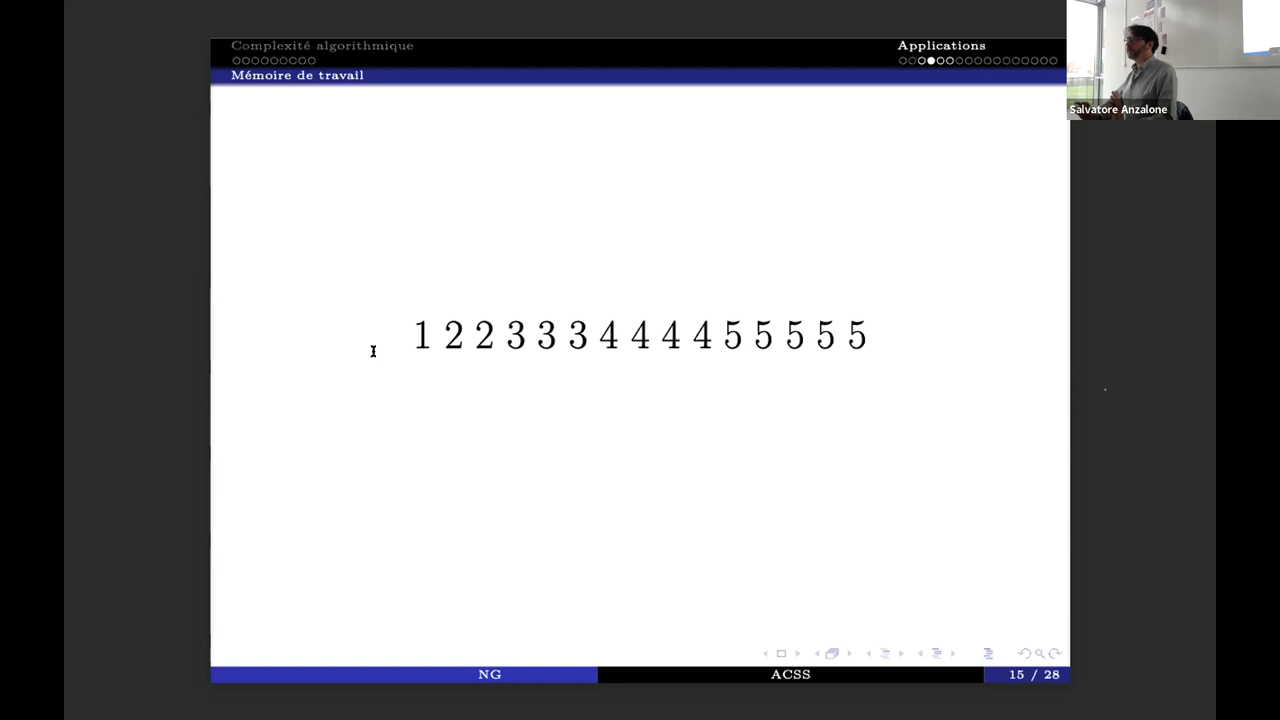 Complexité algorithmique
Applications
Mémoire de travail
Salvatore Anzalone
1 2 2 3 3 3 4 4 4 4 5 5 5 5 5
NG
ACSS
15 / 28